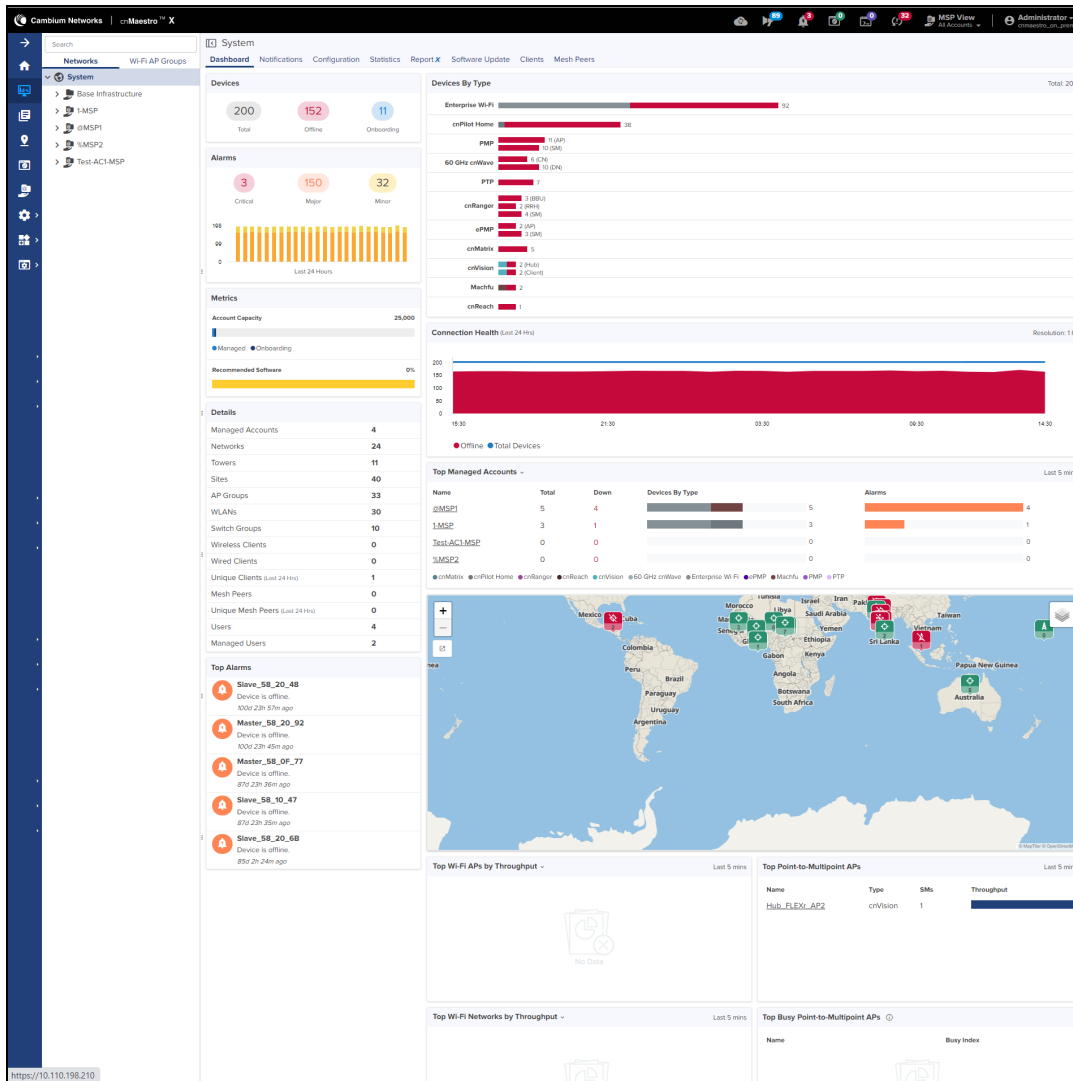 Cambium Networks | cnMaestro™ X
89 3 0 0 32 MSP View Administrator
All Accounts cnmaestro_on_prem
Search
Networks Wi-Fi AP Groups
System
Base Infrastructure
1-MSP
@MSP1
%MSP2
Test-AC1-MSP
System
Dashboard Notifications Configuration Statistics Report X Software Update Clients Mesh Peers
Devices
200 152 11
Total Offline Onboarding
Alarms
3 150 32
Critical Major Minor
198
99
0
Last 24 Hours
Metrics
Account Capacity 25,000
Managed Onboarding
Recommended Software 0%
Details
Managed Accounts 4
Networks 24
Towers 11
Sites 40
AP Groups 33
WLANs 30
Switch Groups 10
Wireless Clients 0
Wired Clients 0
Unique Clients (Last 24 Hrs) 1
Mesh Peers 0
Unique Mesh Peers (Last 24 Hrs) 0
Users 4
Managed Users 2
Top Alarms
Slave_58_20_48
Device is offline.
100d 23h 57m ago
Master_58_20_92
Device is offline.
100d 23h 45m ago
Master_58_0F_77
Device is offline.
87d 23h 36m ago
Slave_58_10_47
Device is offline.
87d 23h 35m ago
Slave_58_20_6B
Device is offline.
85d 2h 24m ago
Devices By Type Total: 20
Enterprise Wi-Fi 92
cnPilot Home 38
PMP 11 (AP)
10 (SM)
60 GHz cnWave 6 (CN)
10 (DN)
PTP 7
cnRanger 3 (BBU)
2 (RRH)
4 (SM)
ePMP 2 (AP)
3 (SM)
cnMatrix 5
cnVision 2 (Hub)
2 (Client)
Machfu 2
cnReach 1
Connection Health (Last 24 Hrs) Resolution: 1
200
150
100
50
0
15:30 21:30 03:30 09:30 14:30
Offline Total Devices
Top Managed Accounts Last 5 min
Name Total Down Devices By Type Alarms
@MSP1 5 4 5 4
1-MSP 3 1 3 1
Test-AC1-MSP 0 0 0 0
%MSP2 0 0 0 0
cnMatrix cnPilot Home cnRanger cnReach cnVision 60 GHz cnWave Enterprise Wi-Fi ePMP Machfu PMP PTP
+
−
Mexico Cuba
Colombia
Peru
Brazil
Paraguay
Uruguay
Argentina
Tunisia
Morocco
Libya
Israel
Iran
Saudi Arabia
Yemen
Ethiopia
Kenya
Gabon
Angola
Botswana
South Africa
Sri Lanka
Taiwan
Vietnam
Papua New Guinea
Australia
© MapTiler © OpenStreetM
Top Wi-Fi APs by Throughput Last 5 mins
No Data
Top Point-to-Multipoint APs Last 5 min
Name Type SMs Throughput
Hub_FLEXr_AP2 cnVision 1
Top Wi-Fi Networks by Throughput Last 5 mins
Top Busy Point-to-Multipoint APs
Name Busy Index
https://10.110.198.210